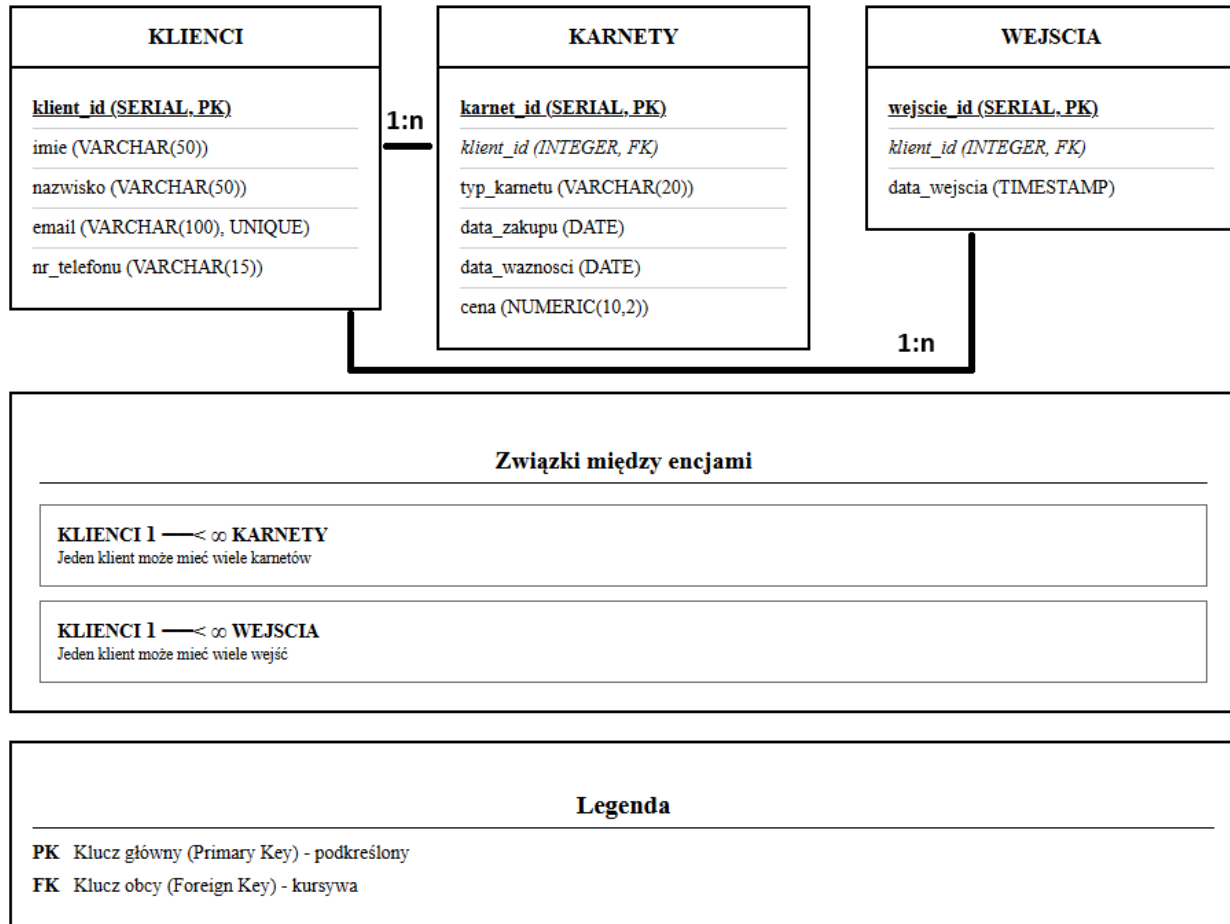 KLIENCI
klient_id (SERIAL, PK)
imie (VARCHAR(50))
nazwisko (VARCHAR(50))
email (VARCHAR(100), UNIQUE)
nr_telefonu (VARCHAR(15))
1:n
KARNETY
karnet_id (SERIAL, PK)
klient_id (INTEGER, FK)
typ_karnetu (VARCHAR(20))
data_zakupu (DATE)
data_waznosci (DATE)
cena (NUMERIC(10,2))
WEJSCIA
wejscie_id (SERIAL, PK)
klient_id (INTEGER, FK)
data_wejscia (TIMESTAMP)
1:n
Związki między encjami
KLIENCI 1 ──< ∞ KARNETY
Jeden klient może mieć wiele karnetów
KLIENCI 1 ──< ∞ WEJSCIA
Jeden klient może mieć wiele wejść
Legenda
PK Klucz główny (Primary Key) - podkreślony
FK Klucz obcy (Foreign Key) - kursywa